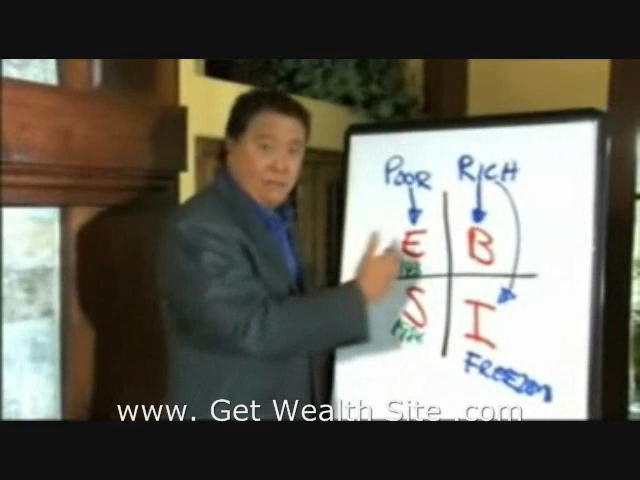 POOR RICH
E B
S I
FREEDOM
www. Get Wealth Site .com